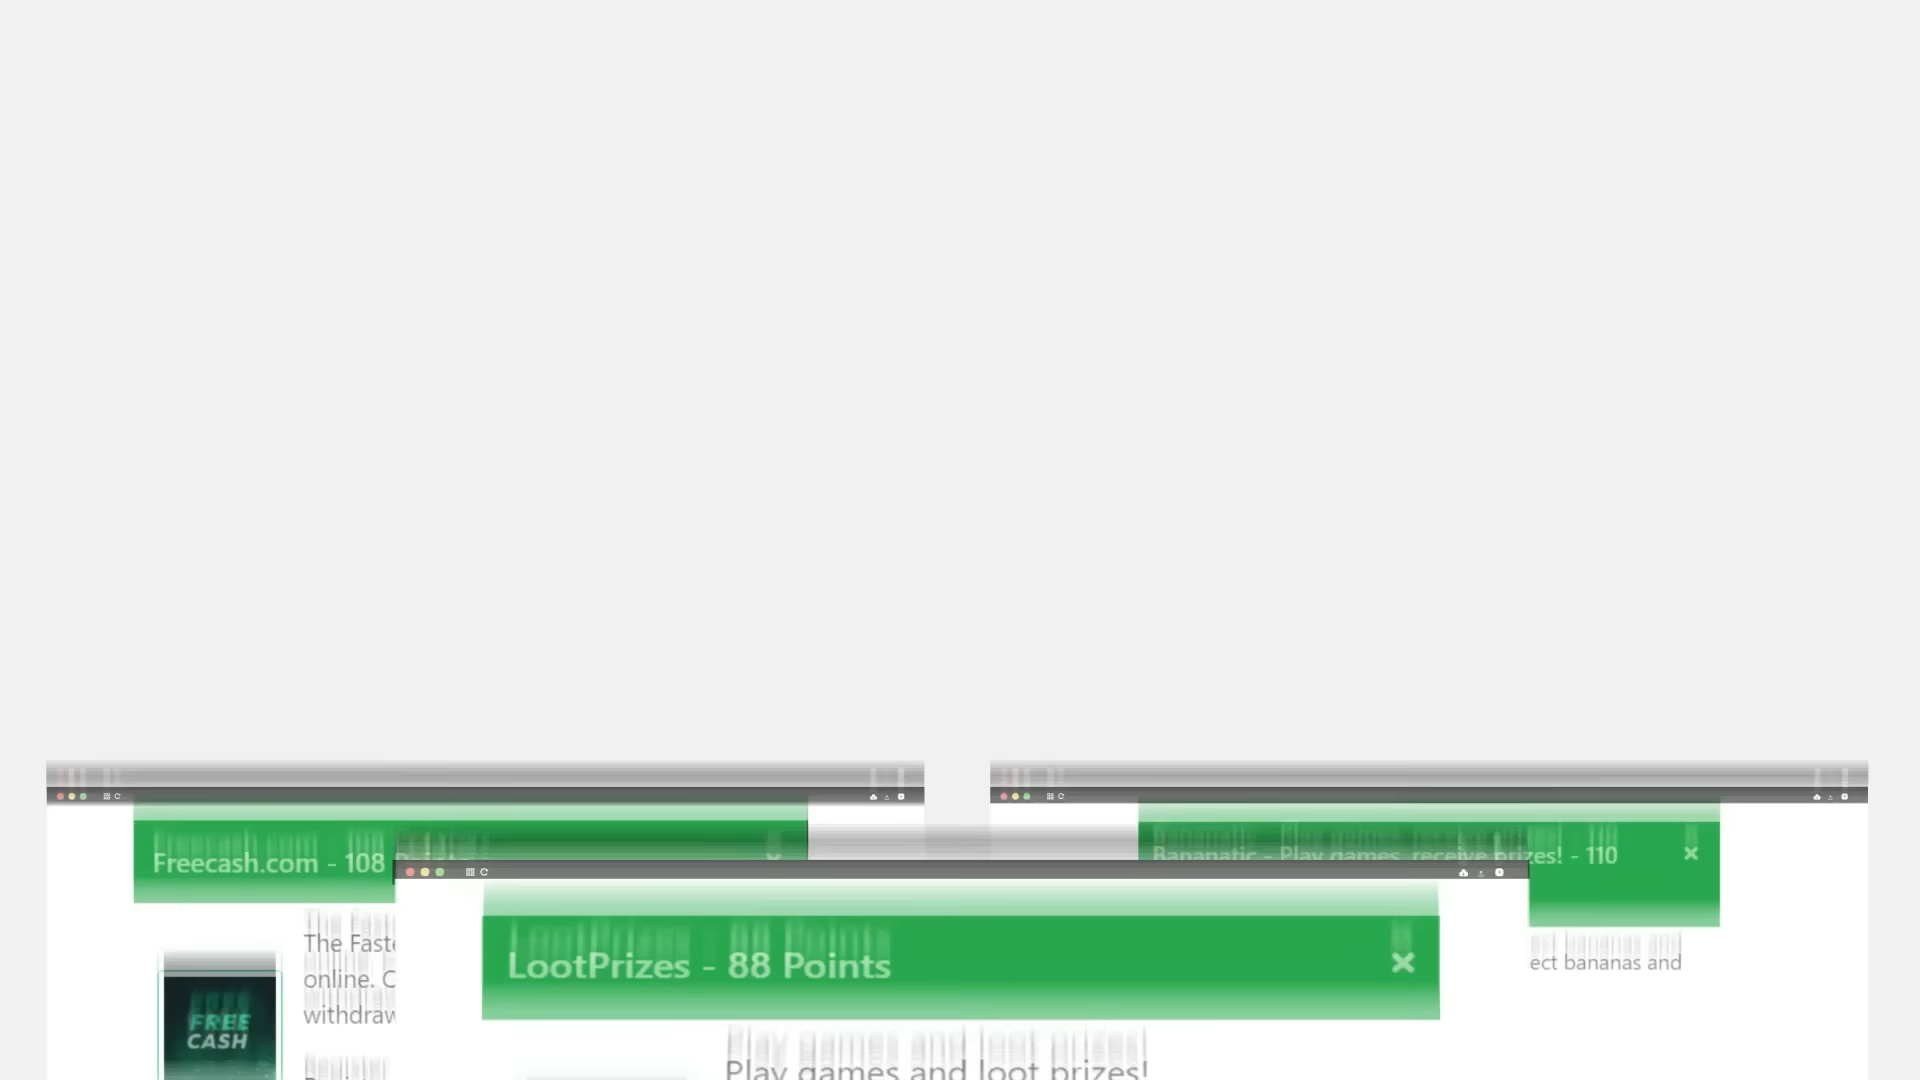 Freecash.com - 108 Points
The Faste
online. C
withdraw
FREE
CASH
Bananatic - Play games, receive prizes! - 110
ect bananas and
LootPrizes - 88 Points
Play games and loot prizes!